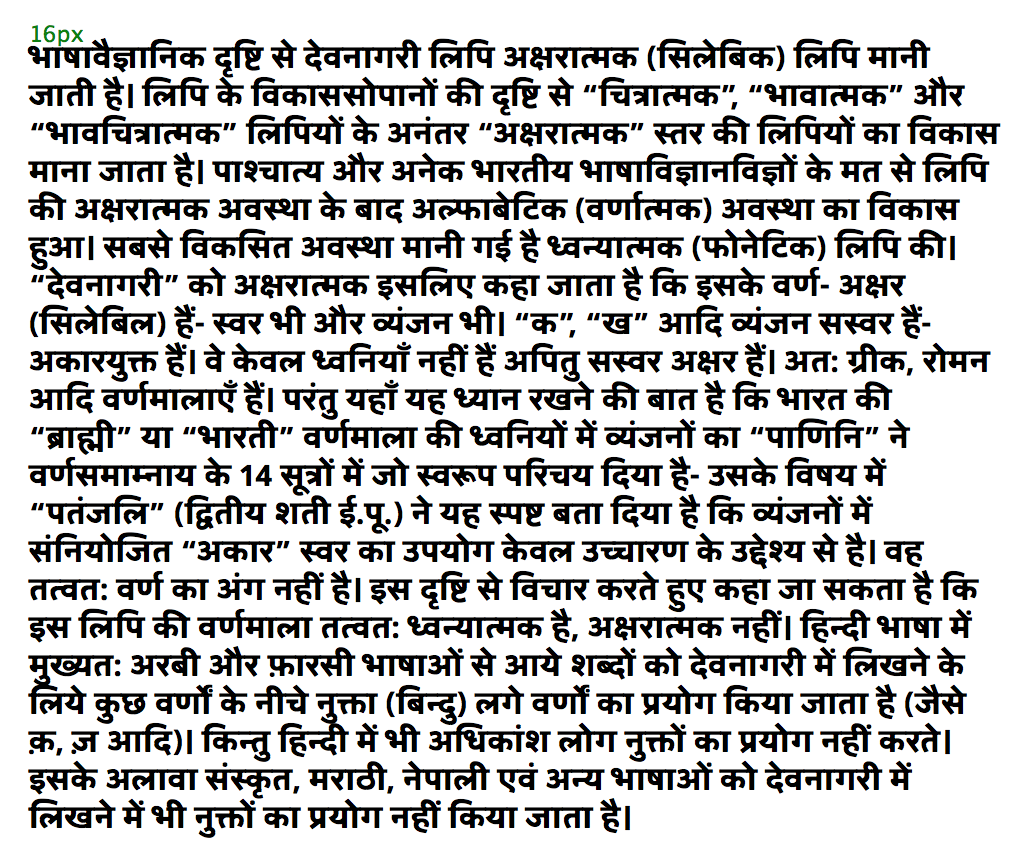 16px
भाषावैज्ञानिक दृष्टि से देवनागरी लिपि अक्षरात्मक (सिलेबिक) लिपि मानी
जाती है। लिपि के विकाससोपानों की दृष्टि से “चित्रात्मक”, “भावात्मक” और
“भावचित्रात्मक” लिपियों के अनंतर “अक्षरात्मक” स्तर की लिपियों का विकास
माना जाता है। पाश्चात्य और अनेक भारतीय भाषाविज्ञानविज्ञों के मत से लिपि
की अक्षरात्मक अवस्था के बाद अल्फाबेटिक (वर्णात्मक) अवस्था का विकास
हुआ। सबसे विकसित अवस्था मानी गई है ध्वन्यात्मक (फोनेटिक) लिपि की।
“देवनागरी” को अक्षरात्मक इसलिए कहा जाता है कि इसके वर्ण- अक्षर
(सिलेबिल) हैं- स्वर भी और व्यंजन भी। “क”, “ख” आदि व्यंजन सस्वर हैं-
अकारयुक्त हैं। वे केवल ध्वनियाँ नहीं हैं अपितु सस्वर अक्षर हैं। अत: ग्रीक, रोमन
आदि वर्णमालाएँ हैं। परंतु यहाँ यह ध्यान रखने की बात है कि भारत की
“ब्राह्मी” या “भारती” वर्णमाला की ध्वनियों में व्यंजनों का “पाणिनि” ने
वर्णसमाम्नाय के 14 सूत्रों में जो स्वरूप परिचय दिया है- उसके विषय में
“पतंजलि” (द्वितीय शती ई.पू.) ने यह स्पष्ट बता दिया है कि व्यंजनों में
संनियोजित “अकार” स्वर का उपयोग केवल उच्चारण के उद्देश्य से है। वह
तत्वत: वर्ण का अंग नहीं है। इस दृष्टि से विचार करते हुए कहा जा सकता है कि
इस लिपि की वर्णमाला तत्वत: ध्वन्यात्मक है, अक्षरात्मक नहीं। हिन्दी भाषा में
मुख्यत: अरबी और फ़ारसी भाषाओं से आये शब्दों को देवनागरी में लिखने के
लिये कुछ वर्णों के नीचे नुक्ता (बिन्दु) लगे वर्णों का प्रयोग किया जाता है (जैसे
क़, ज़ आदि)। किन्तु हिन्दी में भी अधिकांश लोग नुक्तों का प्रयोग नहीं करते।
इसके अलावा संस्कृत, मराठी, नेपाली एवं अन्य भाषाओं को देवनागरी में
लिखने में भी नुक्तों का प्रयोग नहीं किया जाता है।